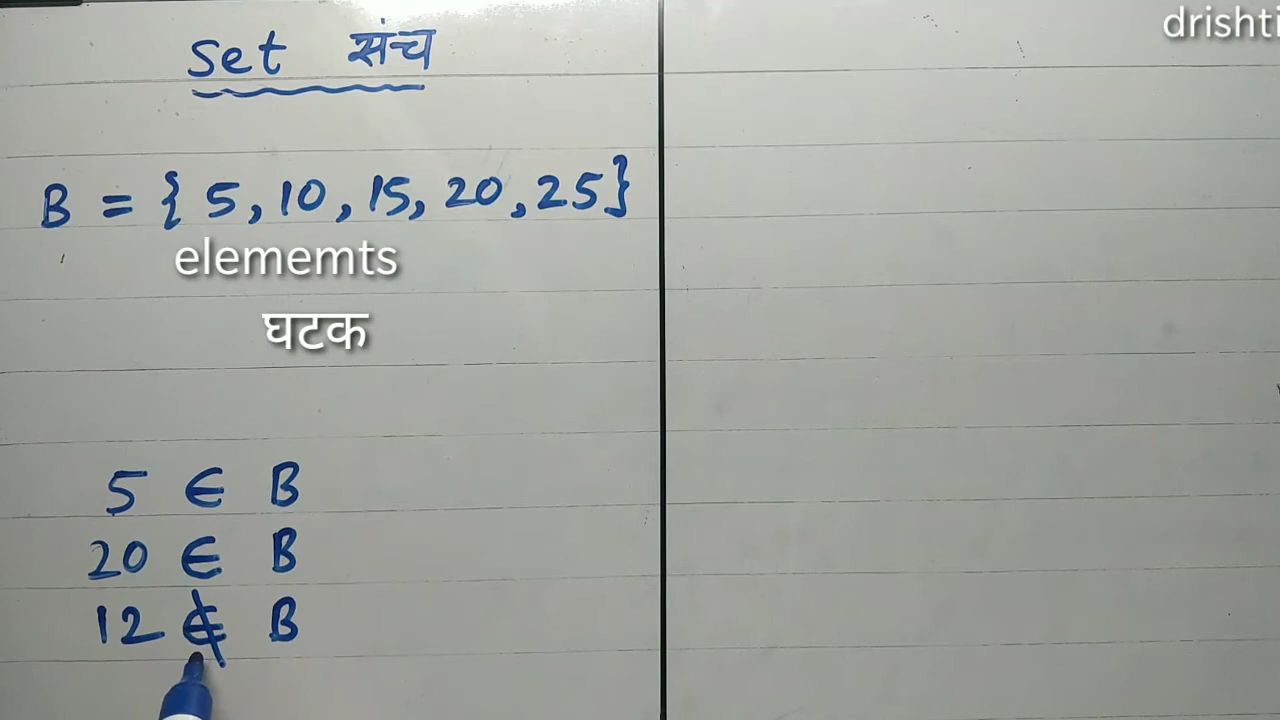 drishti
Set संच
B = { 5, 10, 15, 20, 25}
elememts
घटक
5 ∈ B
20 ∈ B
12 ∉ B